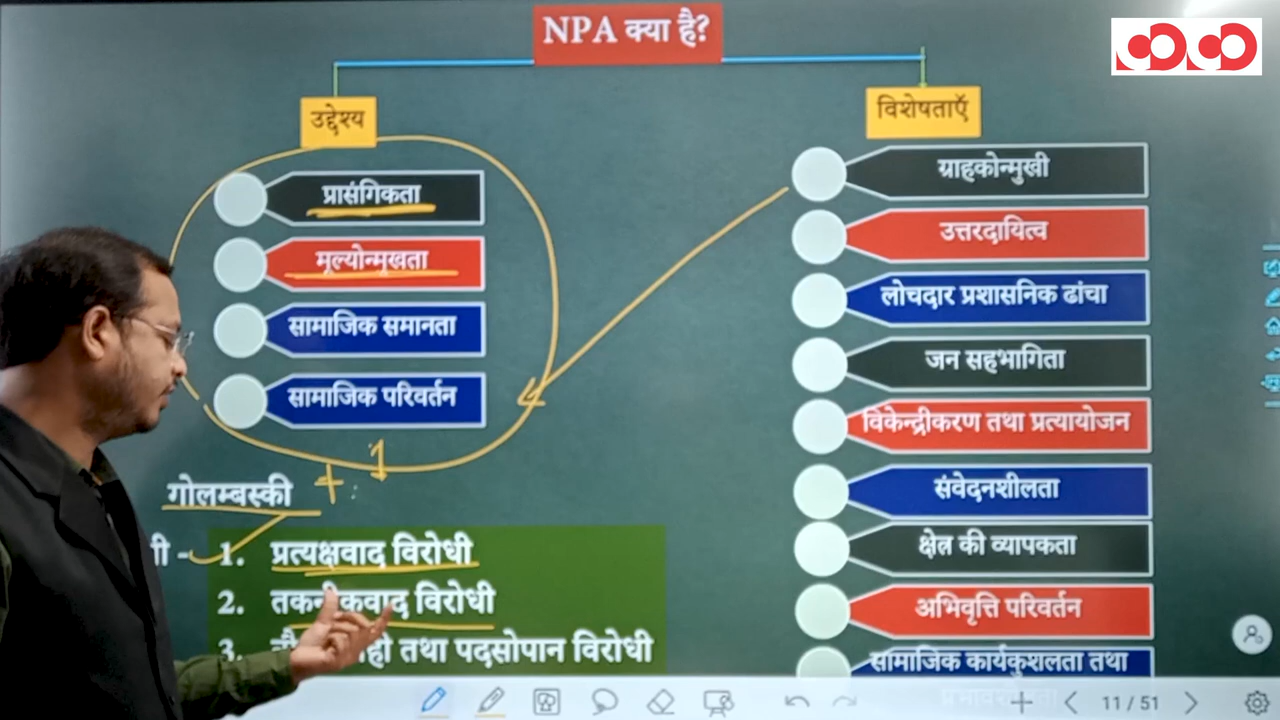 NPA क्या है?
उद्देश्य
प्रासंगिकता
मूल्योन्मुखता
सामाजिक समानता
सामाजिक परिवर्तन
+ 1
गोलम्बस्की
1. प्रत्यक्षवाद विरोधी
2. तकनीकवाद विरोधी
3. तथा पदसोपान विरोधी
विशेषताएँ
ग्राहकोन्मुखी
उत्तरदायित्व
लोचदार प्रशासनिक ढांचा
जन सहभागिता
विकेन्द्रीकरण तथा प्रत्यायोजन
संवेदनशीलता
क्षेत्र की व्यापकता
अभिवृत्ति परिवर्तन
सामाजिक कार्यकुशलता तथा
11 / 51